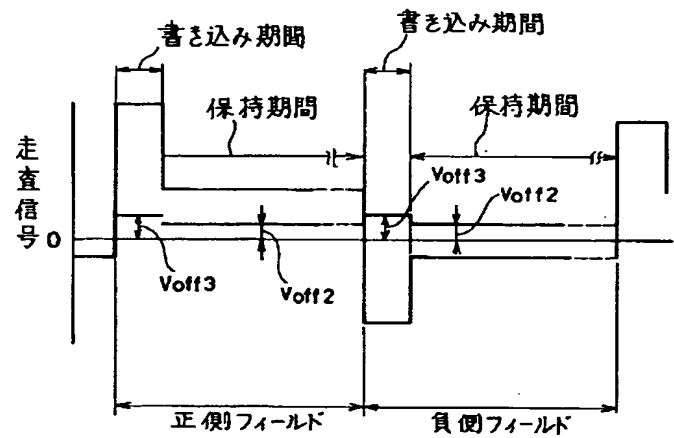 書き込み期間
書き込み期間
保持期間
保持期間
走査信号
0
Voff3
Voff2
Voff3
Voff2
正側フィールド
負側フィールド